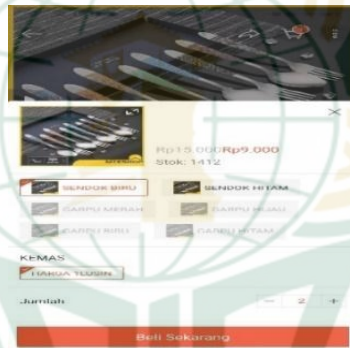 Rp15.000Rp9.000
Stok: 1412
SENDOK BIRU SENDOK HITAM
GARPU MERAH GARPU HIJAU
GARPU BIRU GARPU HITAM
KEMAS
HARGA 1LUSIN
Jumlah - 2 +
Beli Sekarang